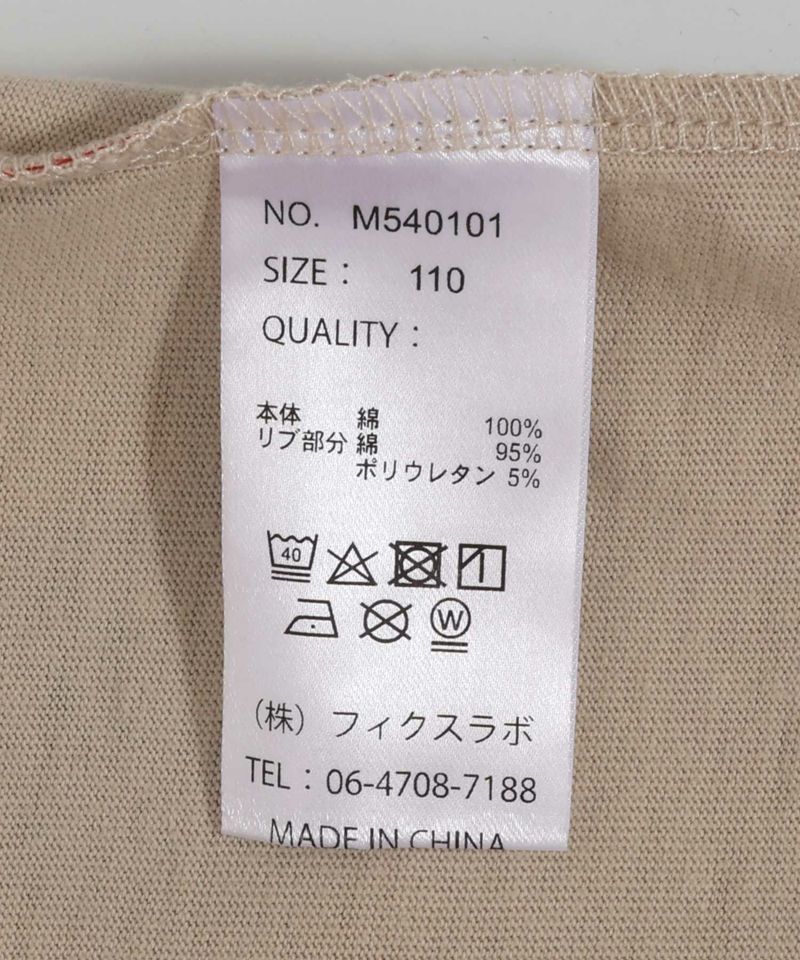 NO. M540101
SIZE： 110
QUALITY：
本体 綿 100%
リブ部分 綿 95%
ポリウレタン 5%
40
W
（株）フィクスラボ
TEL：06-4708-7188
MADE IN CHINA